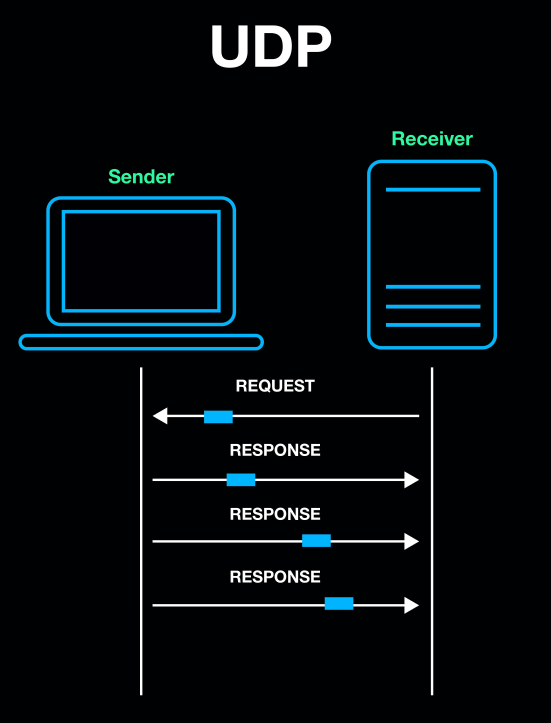 UDP
Receiver
Sender
REQUEST
RESPONSE
RESPONSE
RESPONSE